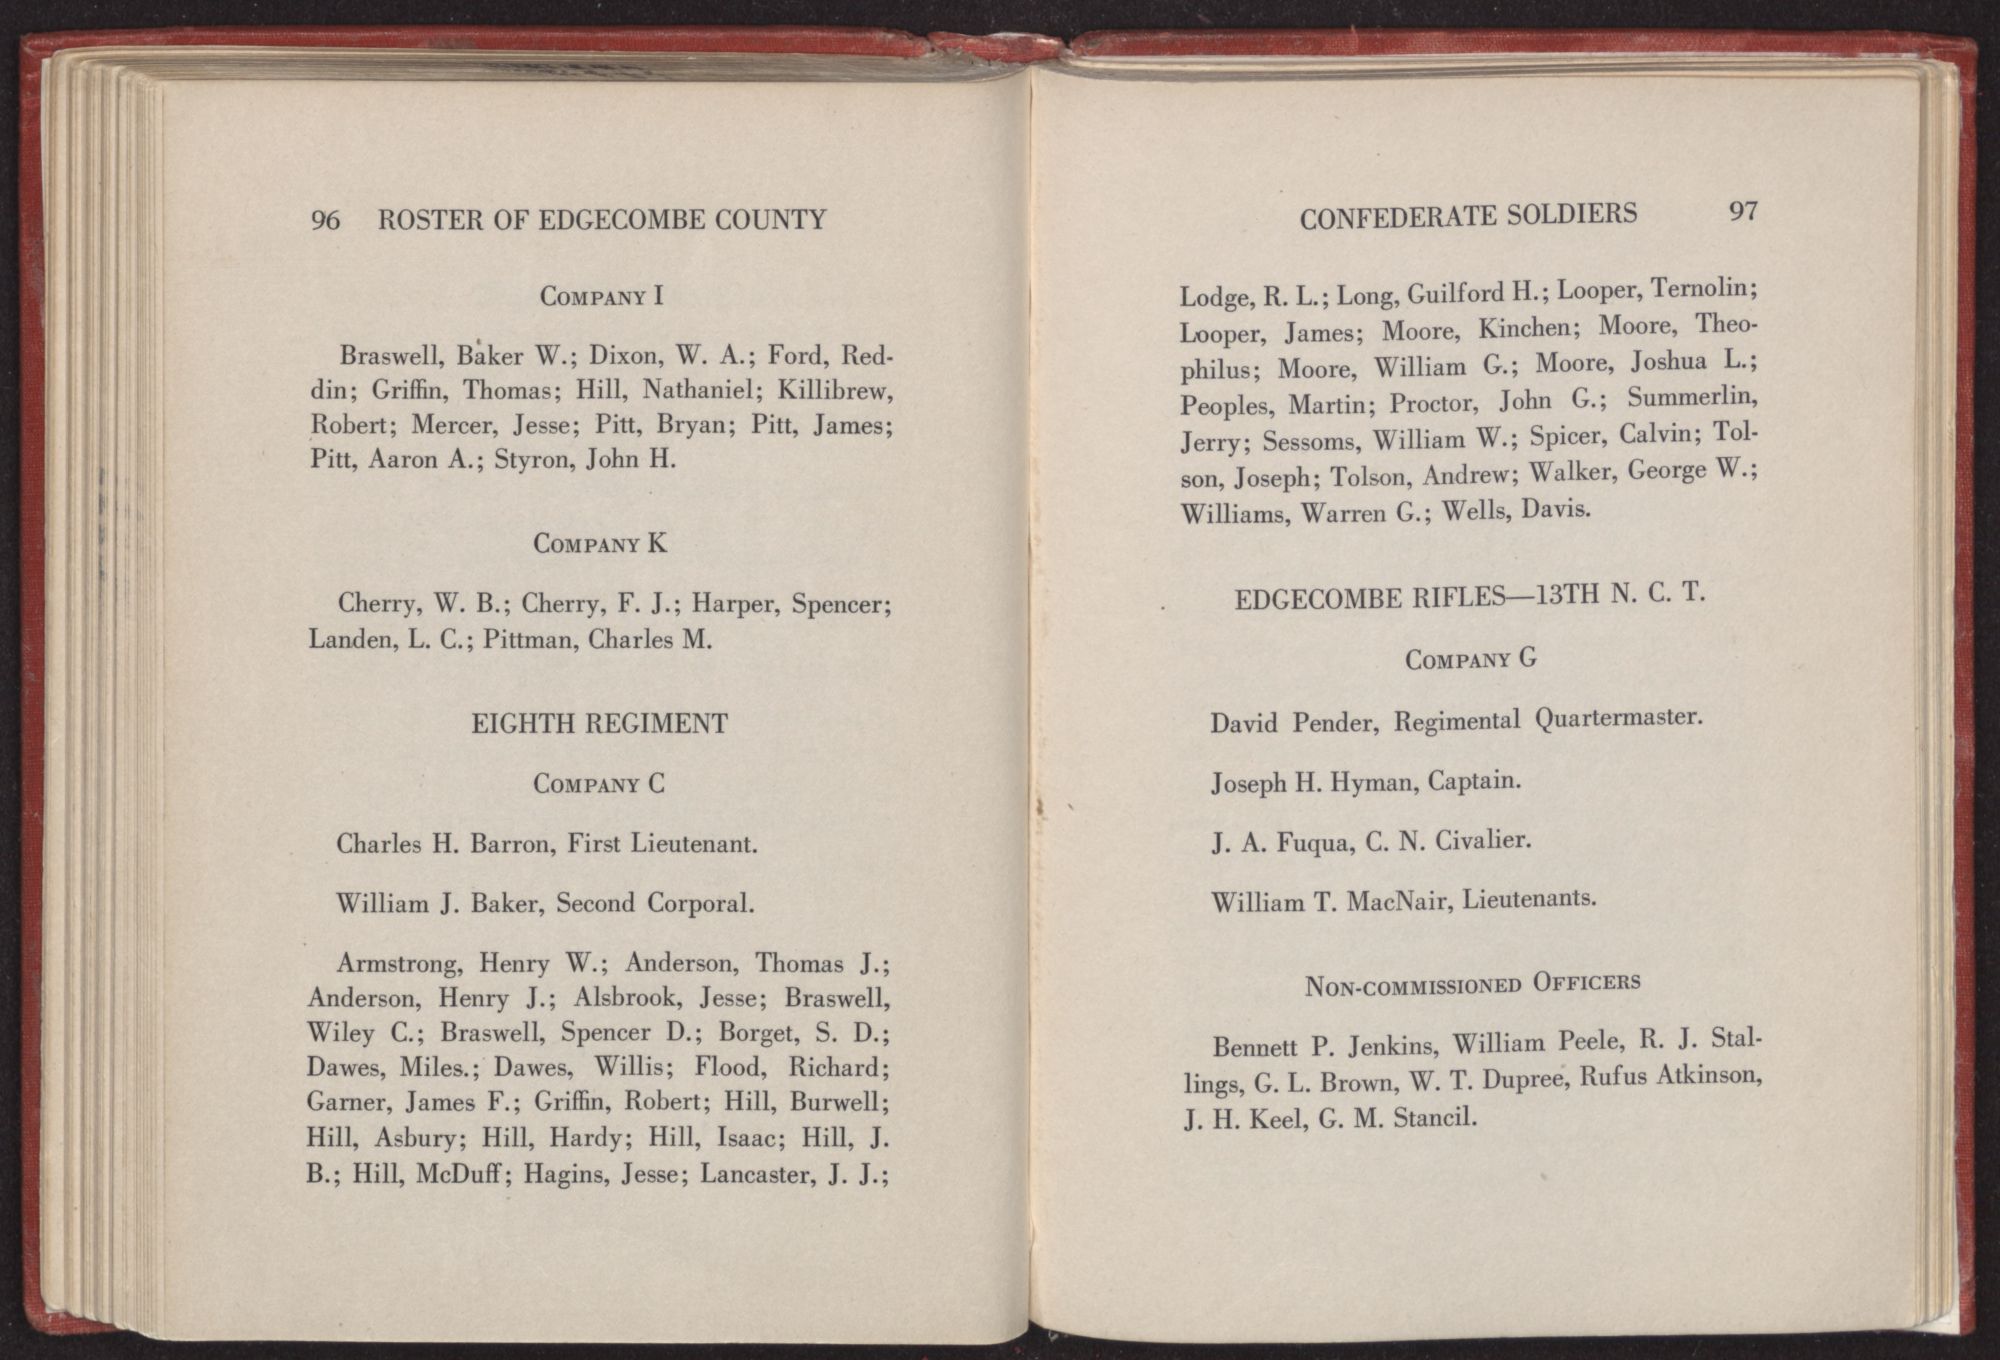 96 ROSTER OF EDGECOMBE COUNTY
COMPANY I
Braswell, Baker W.; Dixon, W. A.; Ford, Red-
din; Griffin, Thomas; Hill, Nathaniel; Killibrew,
Robert; Mercer, Jesse; Pitt, Bryan; Pitt, James;
Pitt, Aaron A.; Styron, John H.
COMPANY K
Cherry, W. B.; Cherry, F. J.; Harper, Spencer;
Landen, L. C.; Pittman, Charles M.
EIGHTH REGIMENT
COMPANY C
Charles H. Barron, First Lieutenant.
William J. Baker, Second Corporal.
Armstrong, Henry W.; Anderson, Thomas J.;
Anderson, Henry J.; Alsbrook, Jesse; Braswell,
Wiley C.; Braswell, Spencer D.; Borget, S. D.;
Dawes, Miles.; Dawes, Willis; Flood, Richard;
Garner, James F.; Griffin, Robert; Hill, Burwell;
Hill, Asbury; Hill, Hardy; Hill, Isaac; Hill, J.
B.; Hill, McDuff; Hagins, Jesse; Lancaster, J. J.;
CONFEDERATE SOLDIERS 97
Lodge, R. L.; Long, Guilford H.; Looper, Ternolin;
Looper, James; Moore, Kinchen; Moore, Theo-
philus; Moore, William G.; Moore, Joshua L.;
Peoples, Martin; Proctor, John G.; Summerlin,
Jerry; Sessoms, William W.; Spicer, Calvin; Tol-
son, Joseph; Tolson, Andrew; Walker, George W.;
Williams, Warren G.; Wells, Davis.
EDGECOMBE RIFLES—13TH N. C. T.
COMPANY G
David Pender, Regimental Quartermaster.
Joseph H. Hyman, Captain.
J. A. Fuqua, C. N. Civalier.
William T. MacNair, Lieutenants.
NON-COMMISSIONED OFFICERS
Bennett P. Jenkins, William Peele, R. J. Stal-
lings, G. L. Brown, W. T. Dupree, Rufus Atkinson,
J. H. Keel, G. M. Stancil.